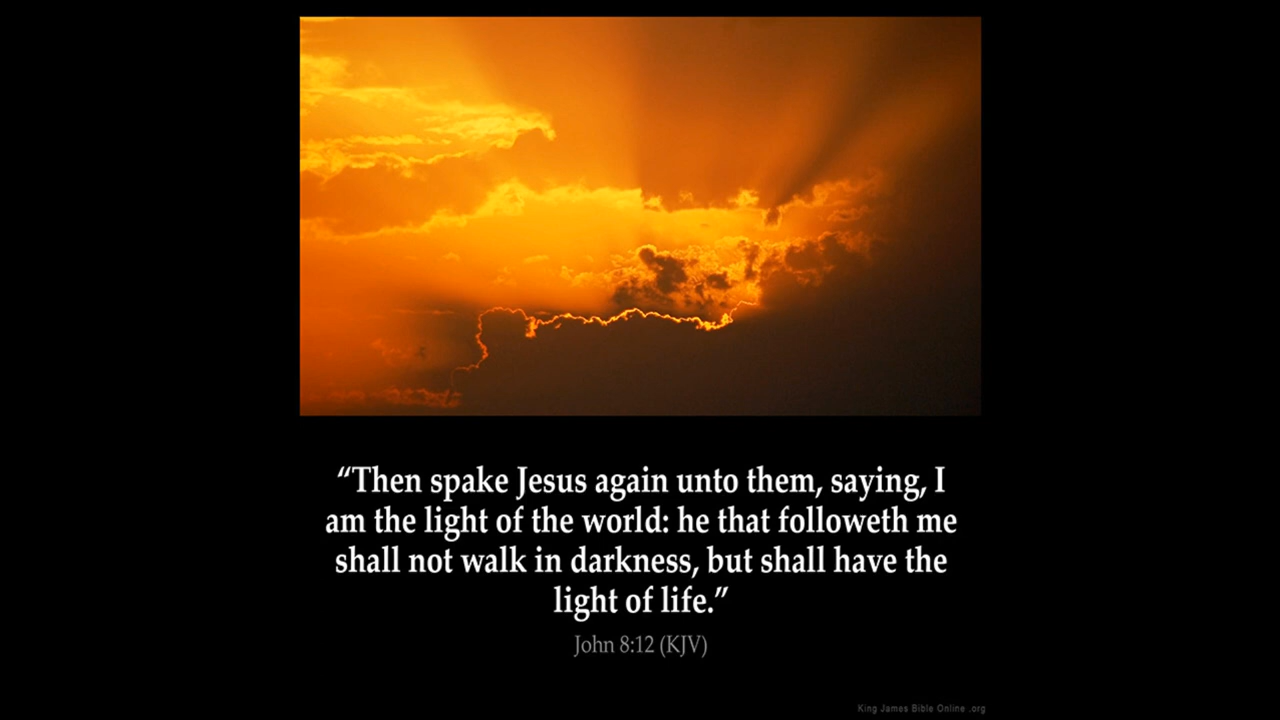 “Then spake Jesus again unto them, saying, I
am the light of the world: he that followeth me
shall not walk in darkness, but shall have the
light of life.”
John 8:12 (KJV)
King James Bible Online .org